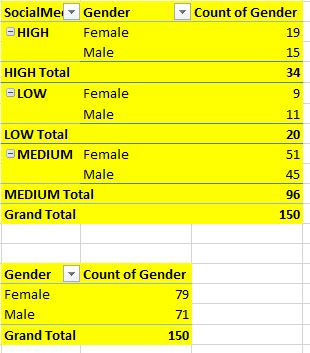 SocialMe Gender Count of Gender
HIGH Female 19
Male 15
HIGH Total 34
LOW Female 9
Male 11
LOW Total 20
MEDIUM Female 51
Male 45
MEDIUM Total 96
Grand Total 150
Gender Count of Gender
Female 79
Male 71
Grand Total 150